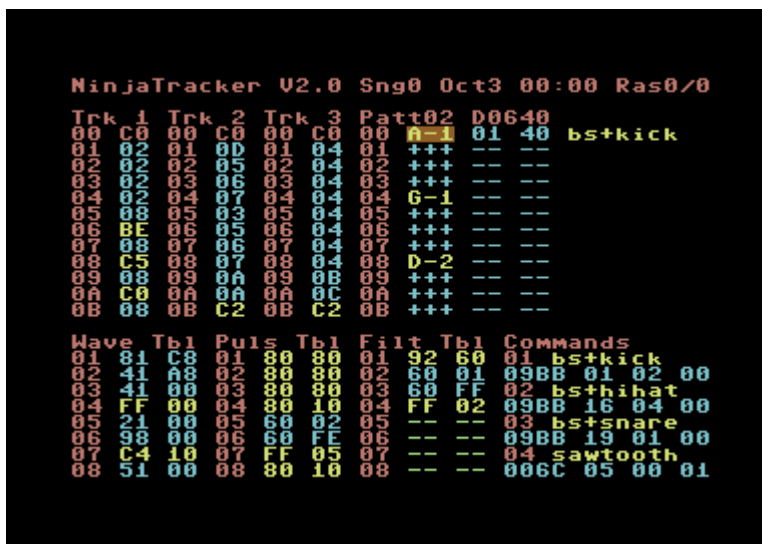 NinjaTracker V2.0 Sng0 Oct3 00:00 Ras0/0
Trk 1 Trk 2 Trk 3 Patt02 D0640
00 C0 00 C0 00 C0 00 A-1 01 40 bs+kick
01 02 01 0D 01 04 01 +++ -- --
02 02 02 05 02 04 02 +++ -- --
03 02 03 06 03 04 03 +++ -- --
04 02 04 07 04 04 04 G-1 -- --
05 08 05 03 05 04 05 +++ -- --
06 BE 06 05 06 04 06 +++ -- --
07 08 07 06 07 04 07 +++ -- --
08 C5 08 07 08 04 08 D-2 -- --
09 08 09 0A 09 0B 09 +++ -- --
0A C0 0A 0A 0A 0C 0A +++ -- --
0B 08 0B C2 0B C2 0B +++ -- --
Wave Tbl Puls Tbl Filt Tbl Commands
01 81 C8 01 80 80 01 92 60 01 bs+kick
02 41 A8 02 80 80 02 60 01 09BB 01 02 00
03 41 00 03 80 80 03 60 FF 02 bs+hihat
04 FF 00 04 80 10 04 FF 02 09BB 16 04 00
05 21 00 05 60 02 05 -- -- 03 bs+snare
06 98 00 06 60 FE 06 -- -- 09BB 19 01 00
07 C4 10 07 FF 05 07 -- -- 04 sawtooth
08 51 00 08 80 10 08 -- -- 006C 05 00 01